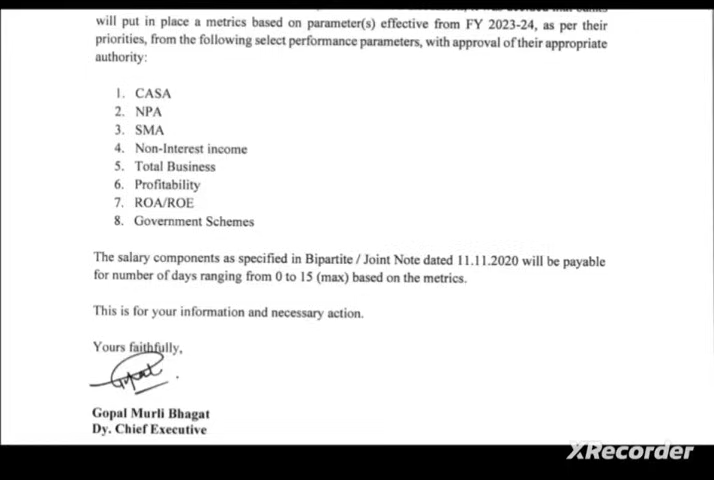 will put in place a metrics based on parameter(s) effective from FY 2023-24, as per their
priorities, from the following select performance parameters, with approval of their appropriate
authority:
1. CASA
2. NPA
3. SMA
4. Non-Interest income
5. Total Business
6. Profitability
7. ROA/ROE
8. Government Schemes
The salary components as specified in Bipartite / Joint Note dated 11.11.2020 will be payable
for number of days ranging from 0 to 15 (max) based on the metrics.
This is for your information and necessary action.
Yours faithfully,
Gopal Murli Bhagat
Dy. Chief Executive
XRecorder